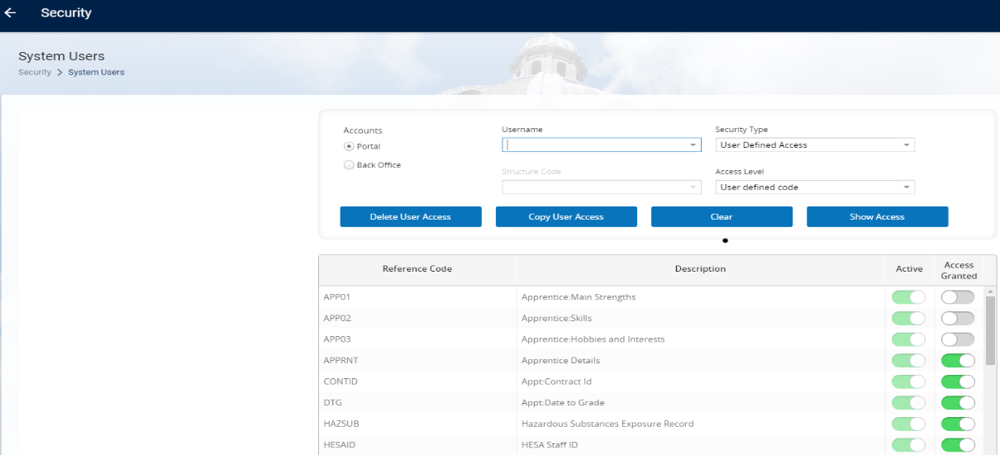 Security
System Users
Security > System Users
Accounts
Portal
Back Office
Username
Security Type
User Defined Access
Structure Code
Access Level
User defined code
Delete User Access
Copy User Access
Clear
Show Access
Reference Code Description Active Access Granted
APP01 Apprentice:Main Strengths
APP02 Apprentice:Skills
APP03 Apprentice:Hobbies and Interests
APPRNT Apprentice Details
CONTID Appt:Contract Id
DTG Appt:Date to Grade
HAZSUB Hazardous Substances Exposure Record
HESAID HESA Staff ID